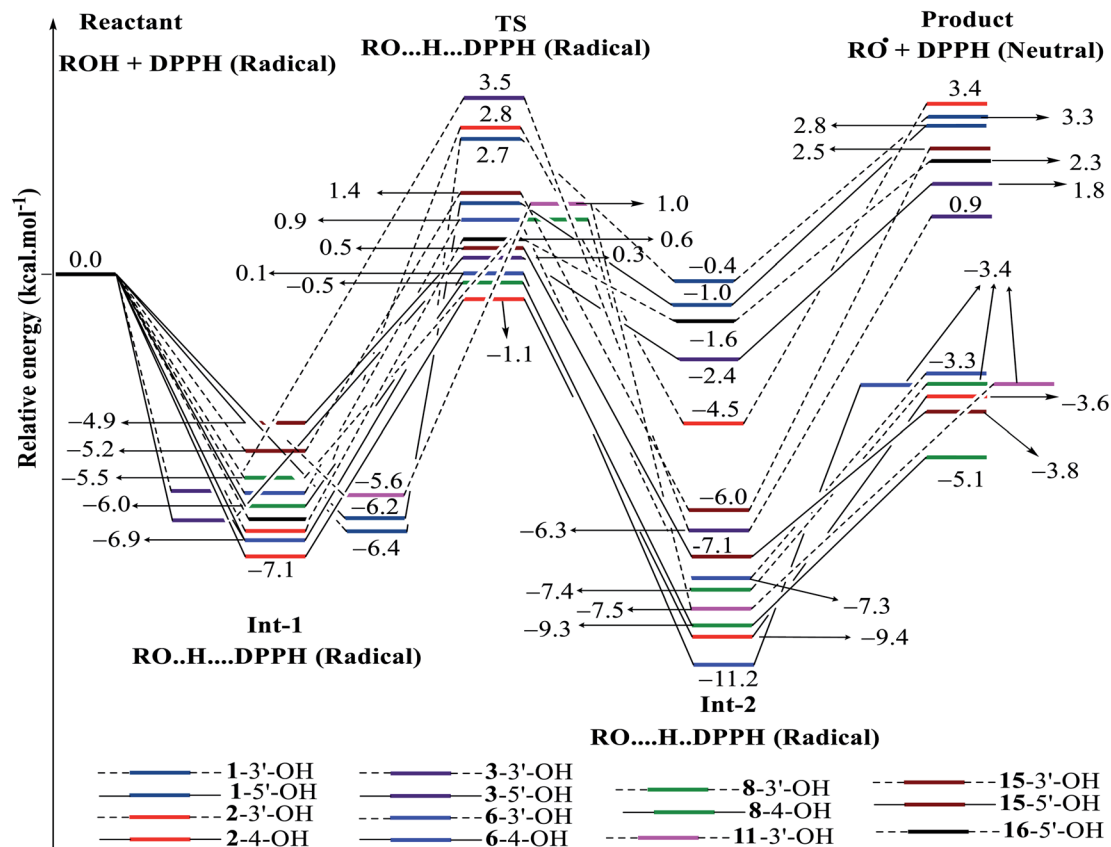 Reactant
ROH + DPPH (Radical)
TS
RO...H...DPPH (Radical)
Product
RO• + DPPH (Neutral)
Relative energy (kcal.mol⁻¹)
0.0
3.5
2.8
2.7
1.4
0.9
0.5
0.1
−0.5
1.0
0.6
0.3
−1.1
−4.9
−5.2
−5.5
−6.0
−6.9
−7.1
−5.6
−6.2
−6.4
Int-1
RO..H....DPPH (Radical)
−0.4
−1.0
−1.6
−2.4
−4.5
−6.0
−6.3
-7.1
−7.4
−7.3
−7.5
−9.3
−9.4
−11.2
Int-2
RO....H..DPPH (Radical)
3.4
3.3
2.8
2.5
2.3
1.8
0.9
−3.4
−3.3
−3.6
−3.8
−5.1
1-3'-OH
1-5'-OH
2-3'-OH
2-4-OH
3-3'-OH
3-5'-OH
6-3'-OH
6-4-OH
8-3'-OH
8-4-OH
11-3'-OH
15-3'-OH
15-5'-OH
16-5'-OH